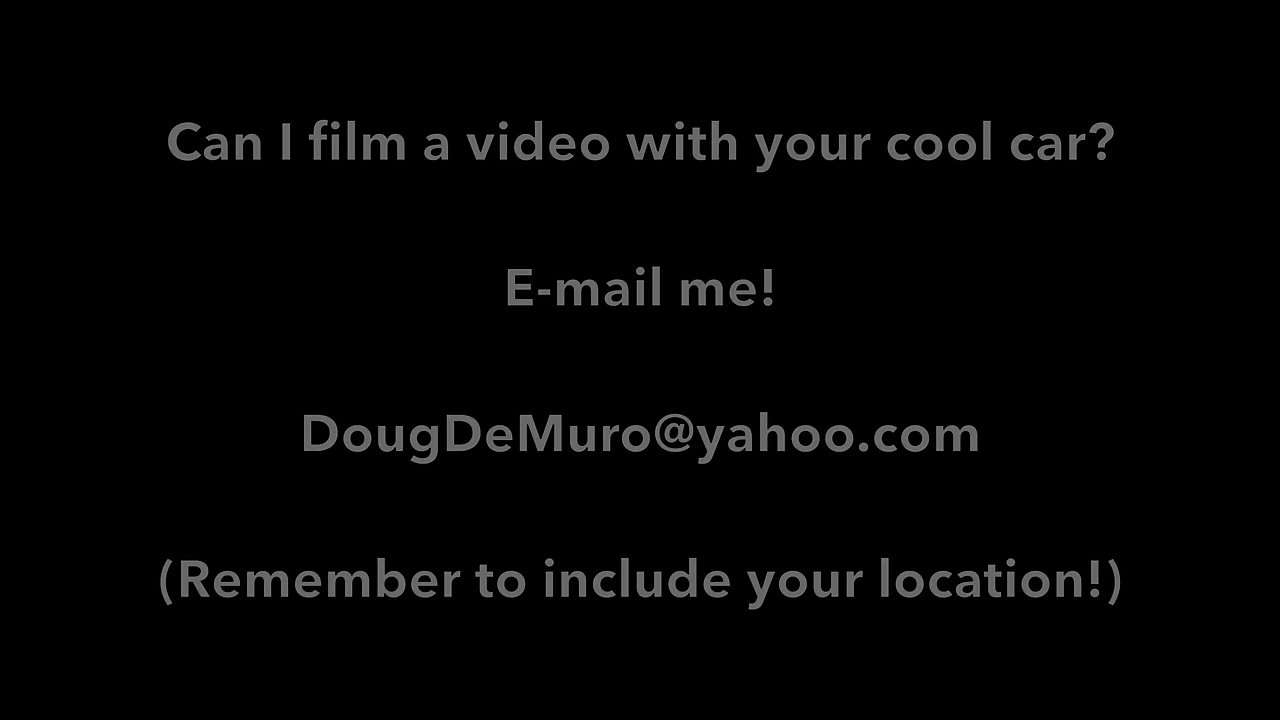 Can I film a video with your cool car?
E-mail me!
DougDeMuro@yahoo.com
(Remember to include your location!)